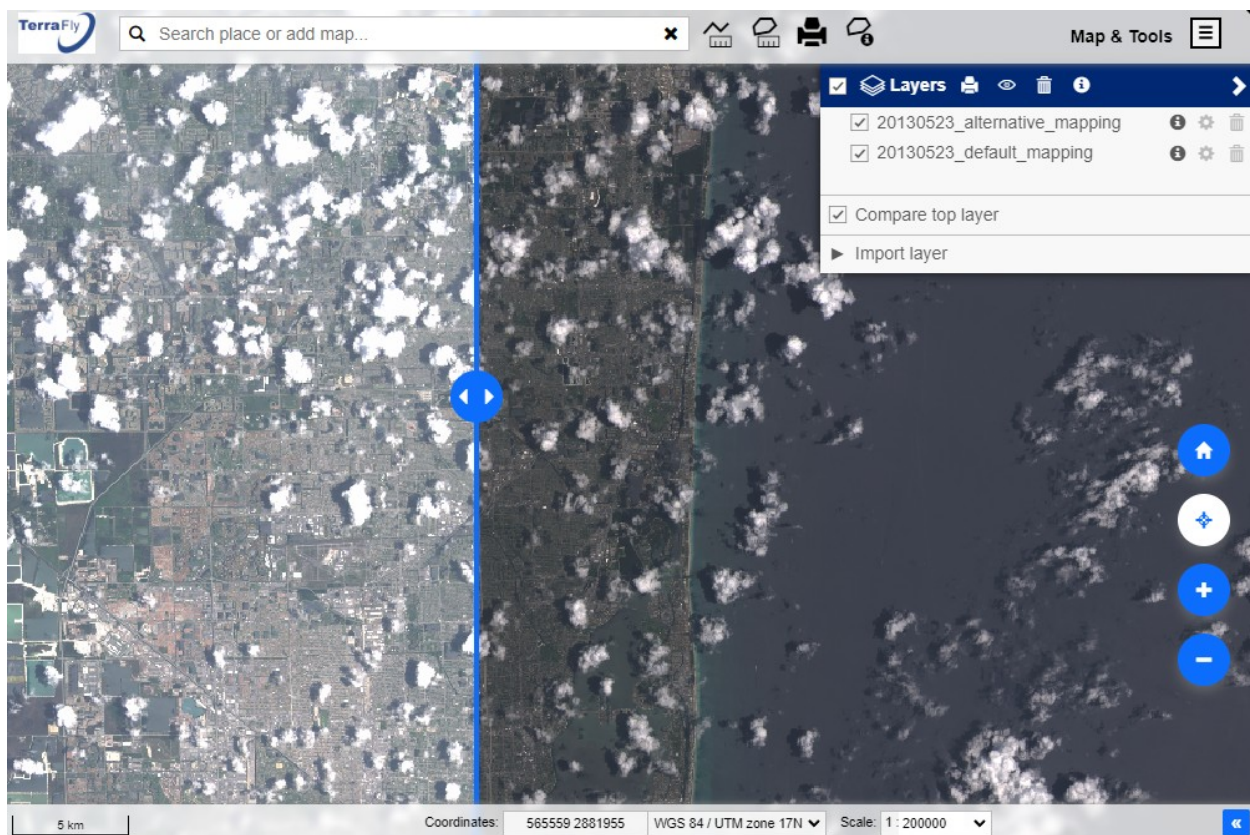 TerraFly
Search place or add map...
Map & Tools
Layers
20130523_alternative_mapping
20130523_default_mapping
Compare top layer
Import layer
5 km
Coordinates: 565559 2881955 WGS 84 / UTM zone 17N Scale: 1 : 200000